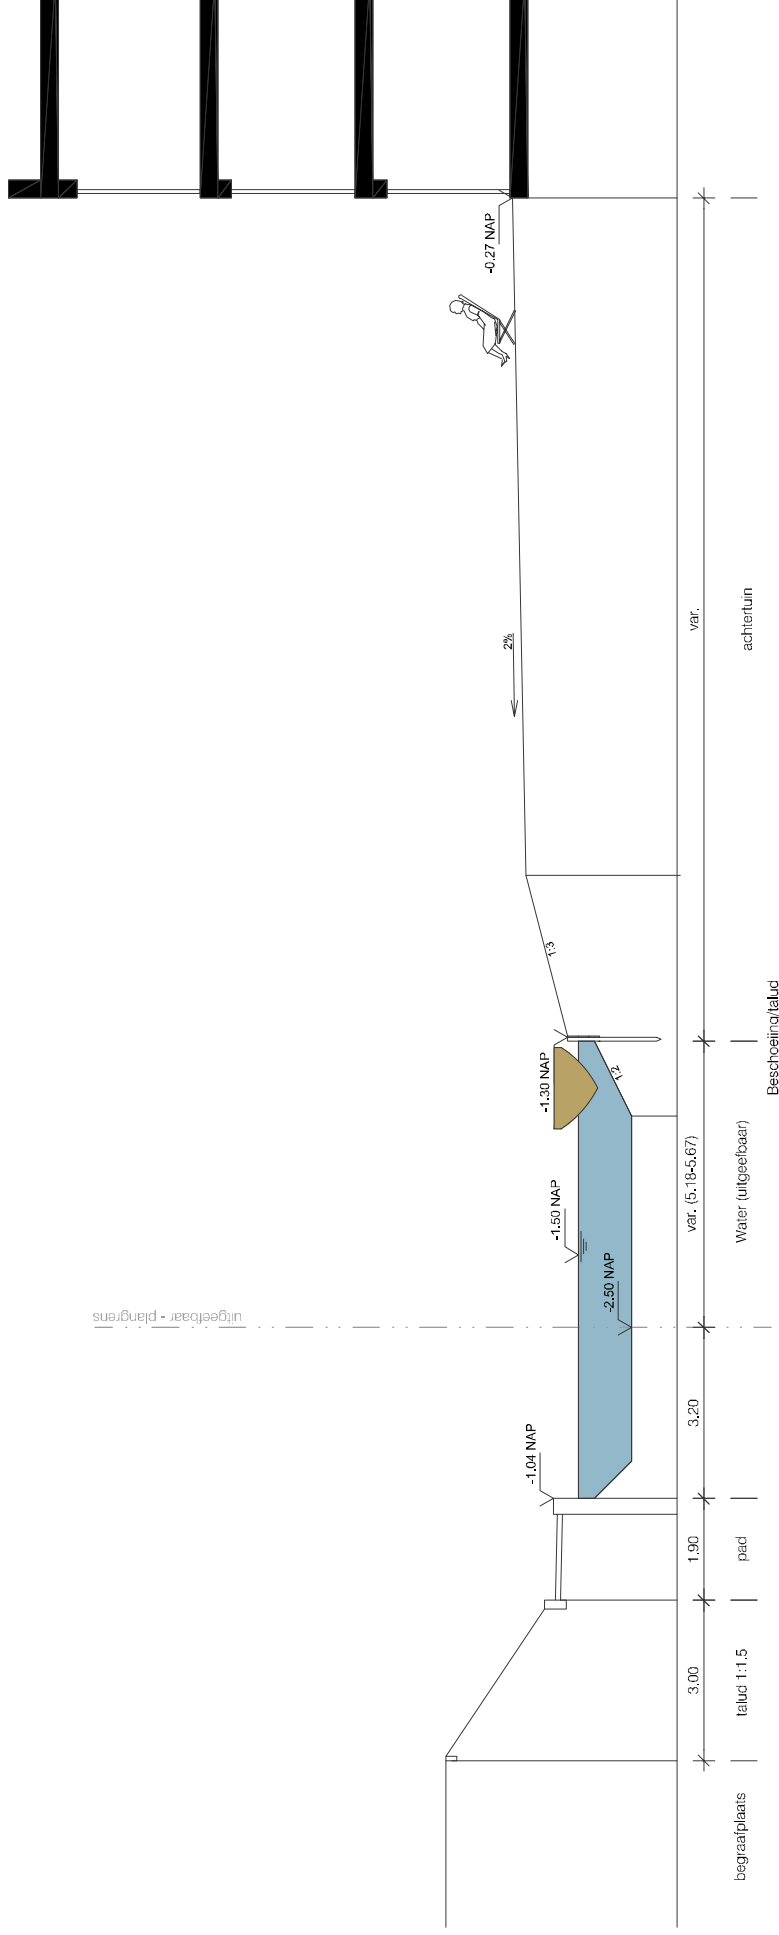 uitgeefbaar - plangrens
-0.27 NAP
2%
1:3
-1.30 NAP
1:2
-1.50 NAP
-2.50 NAP
-1.04 NAP
3.00
1.90
3.20
var. (5.18-5.67)
var.
begraafplaats
talud 1:1.5
pad
Water (uitgeefbaar)
achtertuin
Beschoeiing/talud